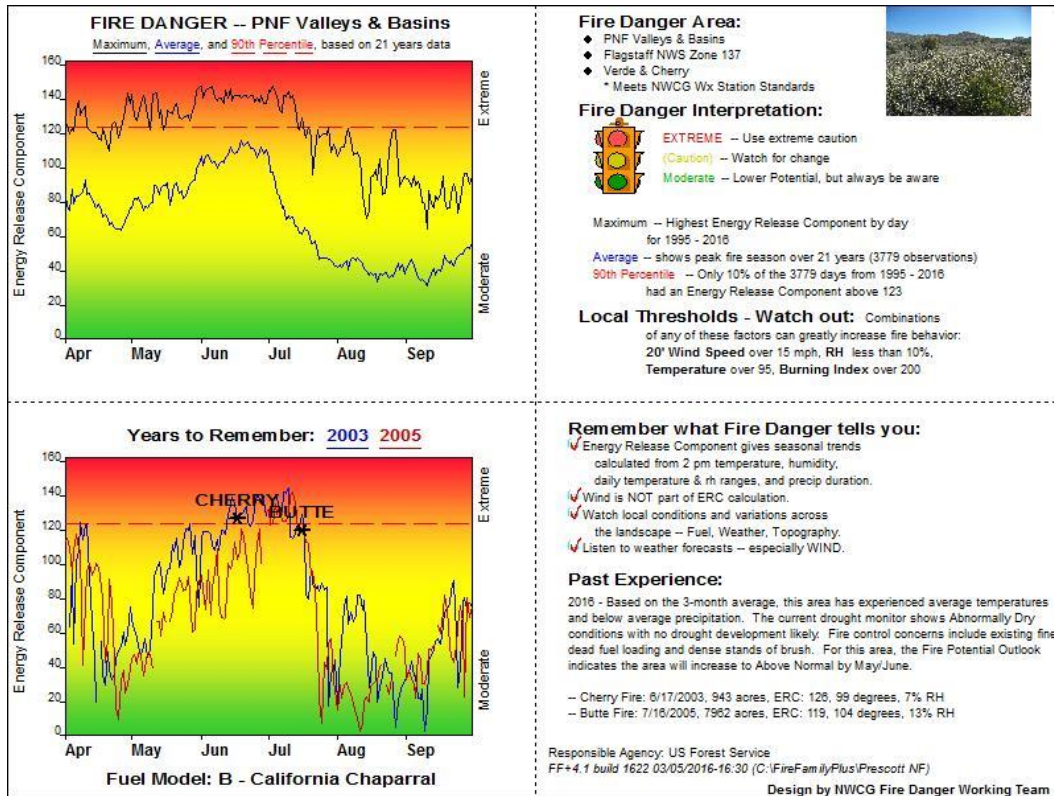 FIRE DANGER -- PNF Valleys & Basins
Maximum, Average, and 90th Percentile, based on 21 years data
Energy Release Component
160
140
120
100
80
60
40
20
0
Apr May Jun Jul Aug Sep
Extreme
Moderate
Fire Danger Area:
PNF Valleys & Basins
Flagstaff NWS Zone 137
Verde & Cherry
* Meets NWCG Wx Station Standards
Fire Danger Interpretation:
EXTREME -- Use extreme caution
(Caution) -- Watch for change
Moderate -- Lower Potential, but always be aware
Maximum -- Highest Energy Release Component by day
for 1995 - 2016
Average -- shows peak fire season over 21 years (3779 observations)
90th Percentile -- Only 10% of the 3779 days from 1995 - 2016
had an Energy Release Component above 123
Local Thresholds - Watch out: Combinations
of any of these factors can greatly increase fire behavior:
20' Wind Speed over 15 mph, RH less than 10%,
Temperature over 95, Burning Index over 200
Years to Remember: 2003 2005
Energy Release Component
160
140
120
100
80
60
40
20
0
CHERRY
BUTTE
Apr May Jun Jul Aug Sep
Extreme
Moderate
Fuel Model: B - California Chaparral
Remember what Fire Danger tells you:
Energy Release Component gives seasonal trends
calculated from 2 pm temperature, humidity,
daily temperature & rh ranges, and precip duration.
Wind is NOT part of ERC calculation.
Watch local conditions and variations across
the landscape -- Fuel, Weather, Topography.
Listen to weather forecasts -- especially WIND.
Past Experience:
2016 - Based on the 3-month average, this area has experienced average temperatures
and below average precipitation. The current drought monitor shows Abnormally Dry
conditions with no drought development likely. Fire control concerns include existing fine
dead fuel loading and dense stands of brush. For this area, the Fire Potential Outlook
indicates the area will increase to Above Normal by May/June.
-- Cherry Fire: 6/17/2003, 943 acres, ERC: 126, 99 degrees, 7% RH
-- Butte Fire: 7/16/2005, 7962 acres, ERC: 119, 104 degrees, 13% RH
Responsible Agency: US Forest Service
FF+4.1 build 1622 03/05/2016-16:30 (C:\FireFamilyPlus\Prescott NF)
Design by NWCG Fire Danger Working Team